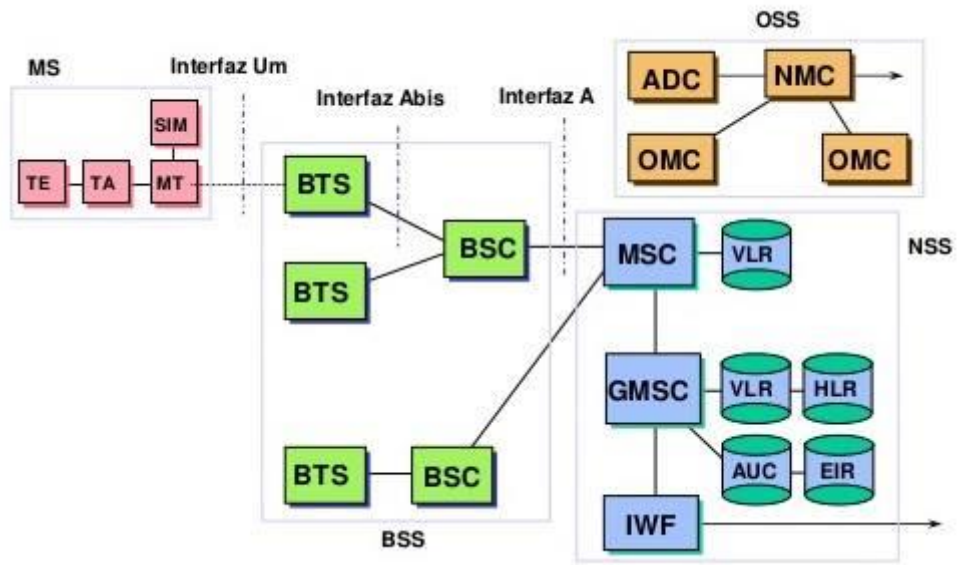 OSS
MS
Interfaz Um
Interfaz Abis
Interfaz A
ADC
NMC
OMC
OMC
SIM
TE
TA
MT
BTS
BTS
BSC
BTS
BSC
BSS
NSS
MSC
VLR
GMSC
VLR
HLR
AUC
EIR
IWF